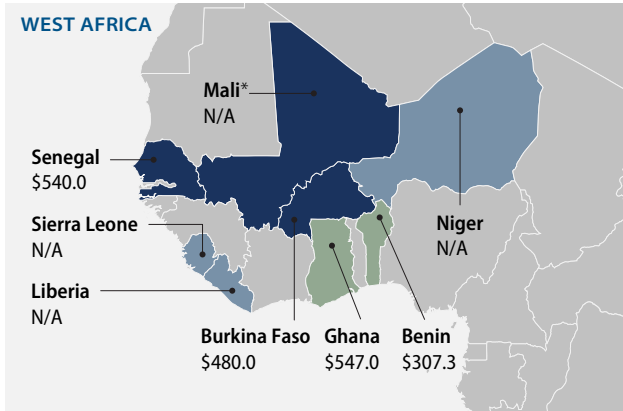 WEST AFRICA
Mali*
N/A
Senegal
$540.0
Sierra Leone
N/A
Liberia
N/A
Niger
N/A
Burkina Faso
$480.0
Ghana
$547.0
Benin
$307.3